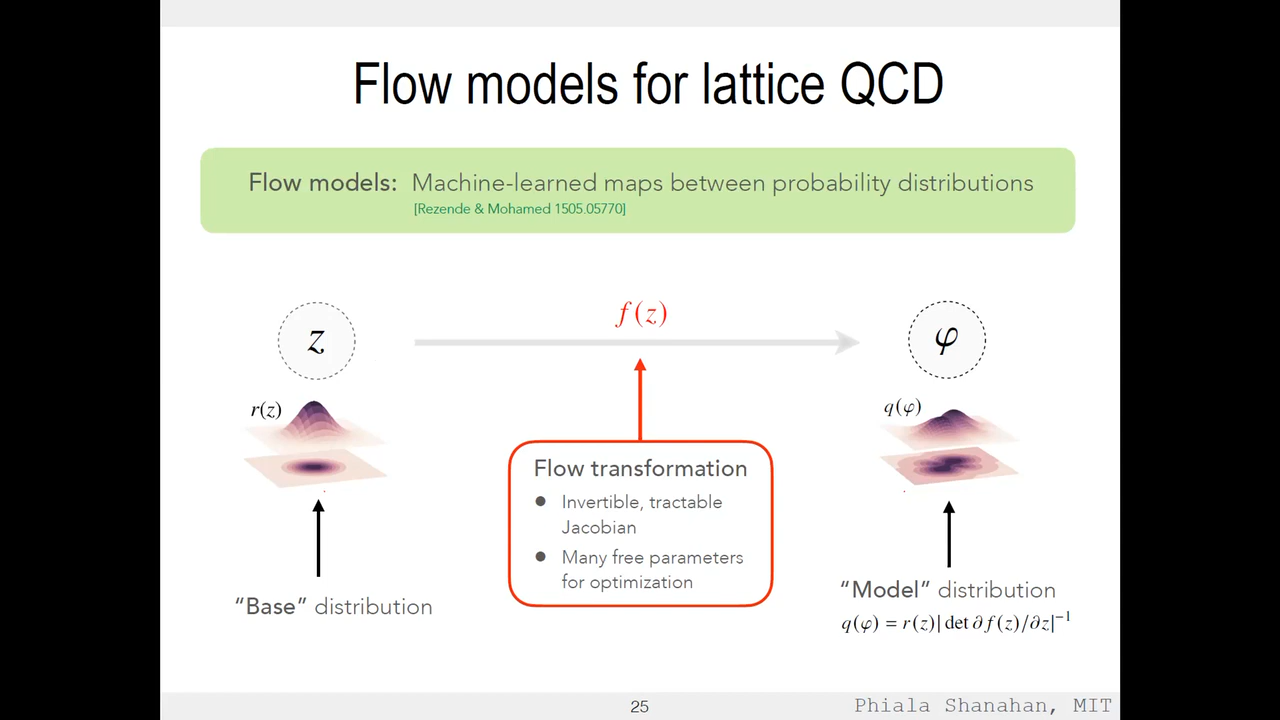 Flow models for lattice QCD
Flow models: Machine-learned maps between probability distributions
[Rezende & Mohamed 1505.05770]
f(z)
z
φ
r(z)
q(φ)
Flow transformation
● Invertible, tractable
Jacobian
● Many free parameters
for optimization
“Base” distribution
“Model” distribution
q(φ) = r(z)|det ∂f(z)/∂z|⁻¹
25
Phiala Shanahan, MIT